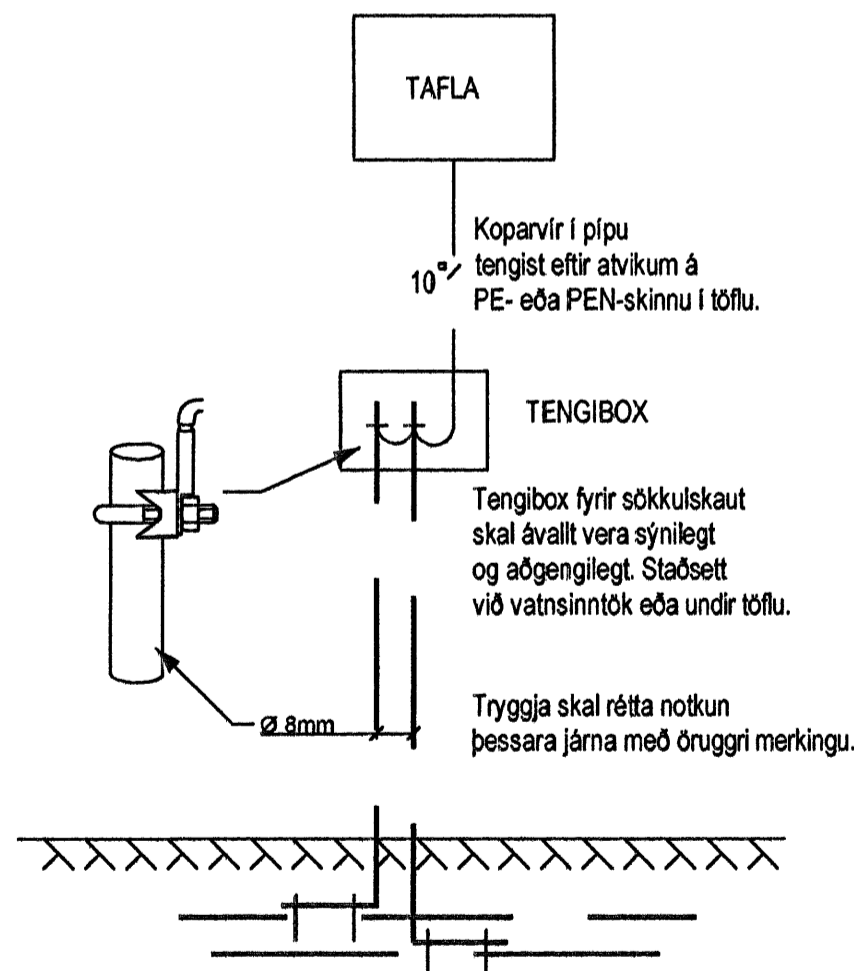 TAFLA
Koparvír í pípu
tengist eftir atvikum á
PE- eða PEN-skinnu í töflu.
10
TENGIBOX
Tengibox fyrir sökkulskaut
skal ávallt vera sýnilegt
og aðgengilegt. Staðsett
við vatnsinntök eða undir töflu.
Ø 8mm
Tryggja skal rétta notkun
þessara járna með öruggri merkingu.